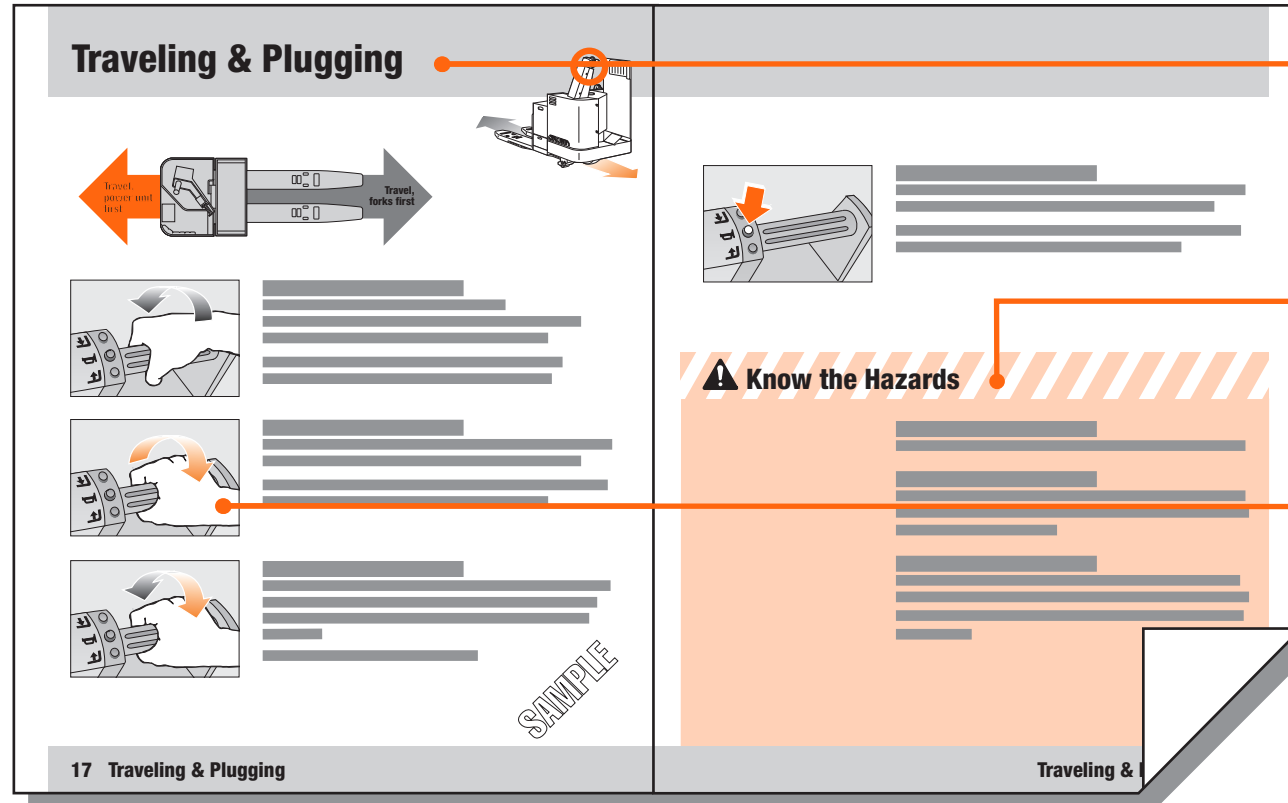 Traveling & Plugging
Travel,
power unit
first
Travel,
forks first
Know the Hazards
SAMPLE
17 Traveling & Plugging
Traveling &